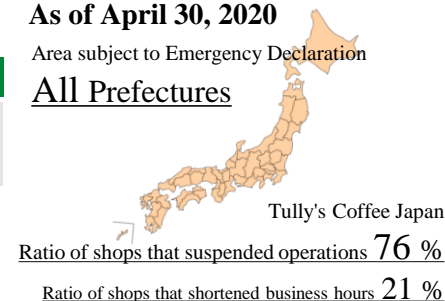 As of April 30, 2020
Area subject to Emergency Declaration
All Prefectures
Tully's Coffee Japan
Ratio of shops that suspended operations 76 %
Ratio of shops that shortened business hours 21 %